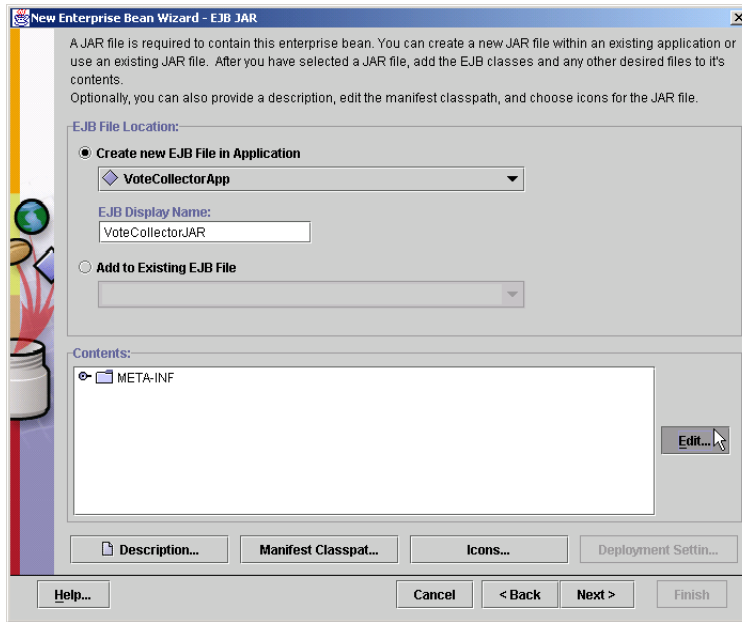 New Enterprise Bean Wizard - EJB JAR
A JAR file is required to contain this enterprise bean. You can create a new JAR file within an existing application or
use an existing JAR file. After you have selected a JAR file, add the EJB classes and any other desired files to it's
contents.
Optionally, you can also provide a description, edit the manifest classpath, and choose icons for the JAR file.
EJB File Location:
Create new EJB File in Application
VoteCollectorApp
EJB Display Name:
VoteCollectorJAR
Add to Existing EJB File
Contents:
META-INF
Edit...
Description... Manifest Classpat... Icons... Deployment Settin...
Help... Cancel < Back Next > Finish